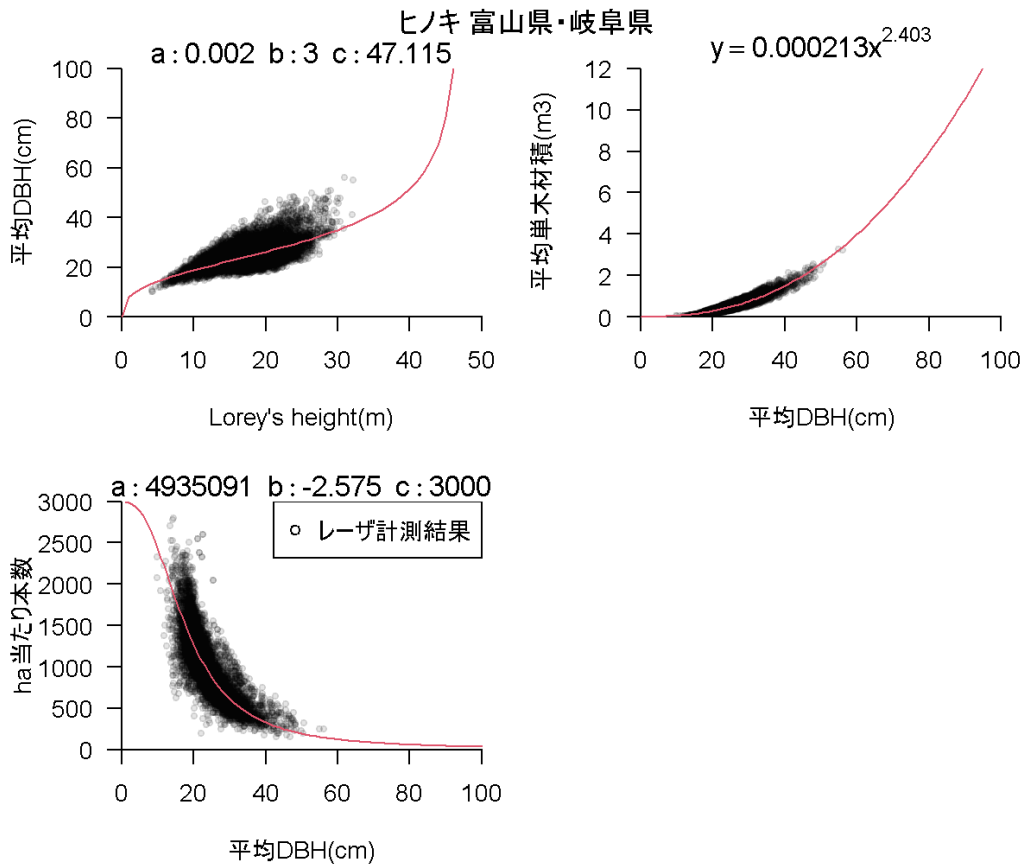 ヒノキ 富山県・岐阜県
a : 0.002 b : 3 c : 47.115
100
80
60
40
20
0
平均DBH(cm)
0 10 20 30 40 50
Lorey's height(m)
y = 0.000213x^2.403
12
10
8
6
4
2
0
平均単木材積(m3)
0 20 40 60 80 100
平均DBH(cm)
a : 4935091 b : -2.575 c : 3000
3000
2500
2000
1500
1000
500
0
ha当たり本数
レーザ計測結果
0 20 40 60 80 100
平均DBH(cm)